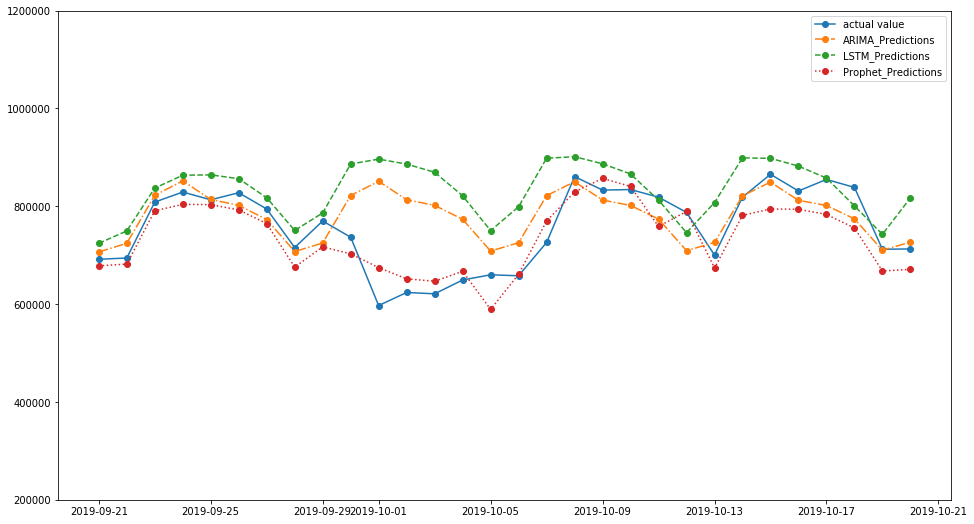 1200000
1000000
800000
600000
400000
200000
actual value
ARIMA_Predictions
LSTM_Predictions
Prophet_Predictions
2019-09-21 2019-09-25 2019-09-29 2019-10-01 2019-10-05 2019-10-09 2019-10-13 2019-10-17 2019-10-21